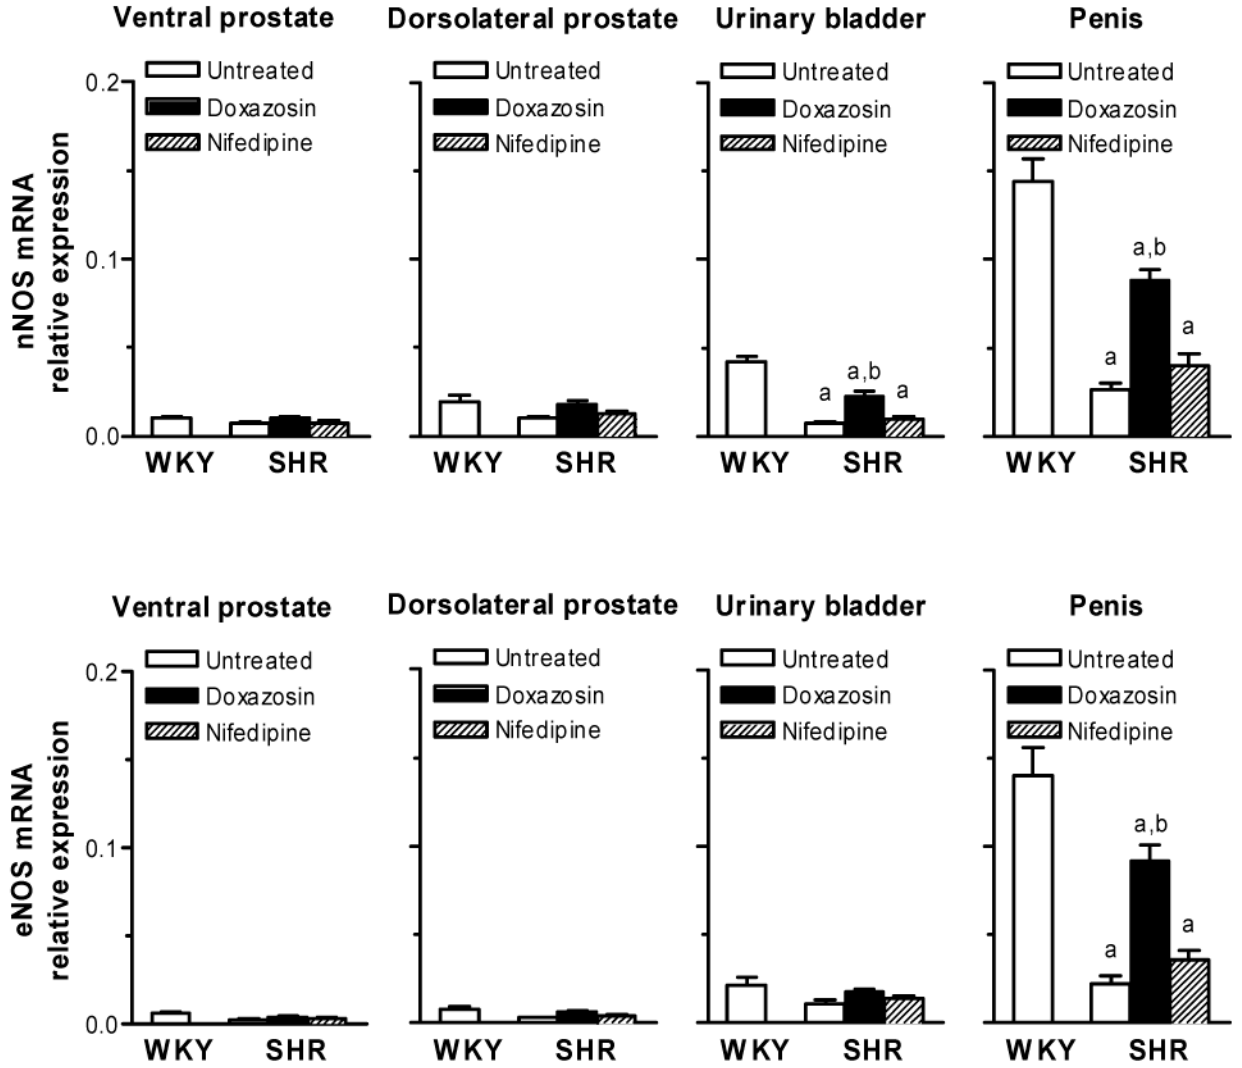 Ventral prostate
Dorsolateral prostate
Urinary bladder
Penis
nNOS mRNA
relative expression
0.2
0.1
0.0
Untreated
Doxazosin
Nifedipine
WKY SHR
Untreated
Doxazosin
Nifedipine
WKY SHR
Untreated
Doxazosin
Nifedipine
a
a,b
a
WKY SHR
Untreated
Doxazosin
Nifedipine
a
a,b
a
WKY SHR
Ventral prostate
Dorsolateral prostate
Urinary bladder
Penis
eNOS mRNA
relative expression
0.2
0.1
0.0
Untreated
Doxazosin
Nifedipine
WKY SHR
Untreated
Doxazosin
Nifedipine
WKY SHR
Untreated
Doxazosin
Nifedipine
WKY SHR
Untreated
Doxazosin
Nifedipine
a
a,b
a
WKY SHR